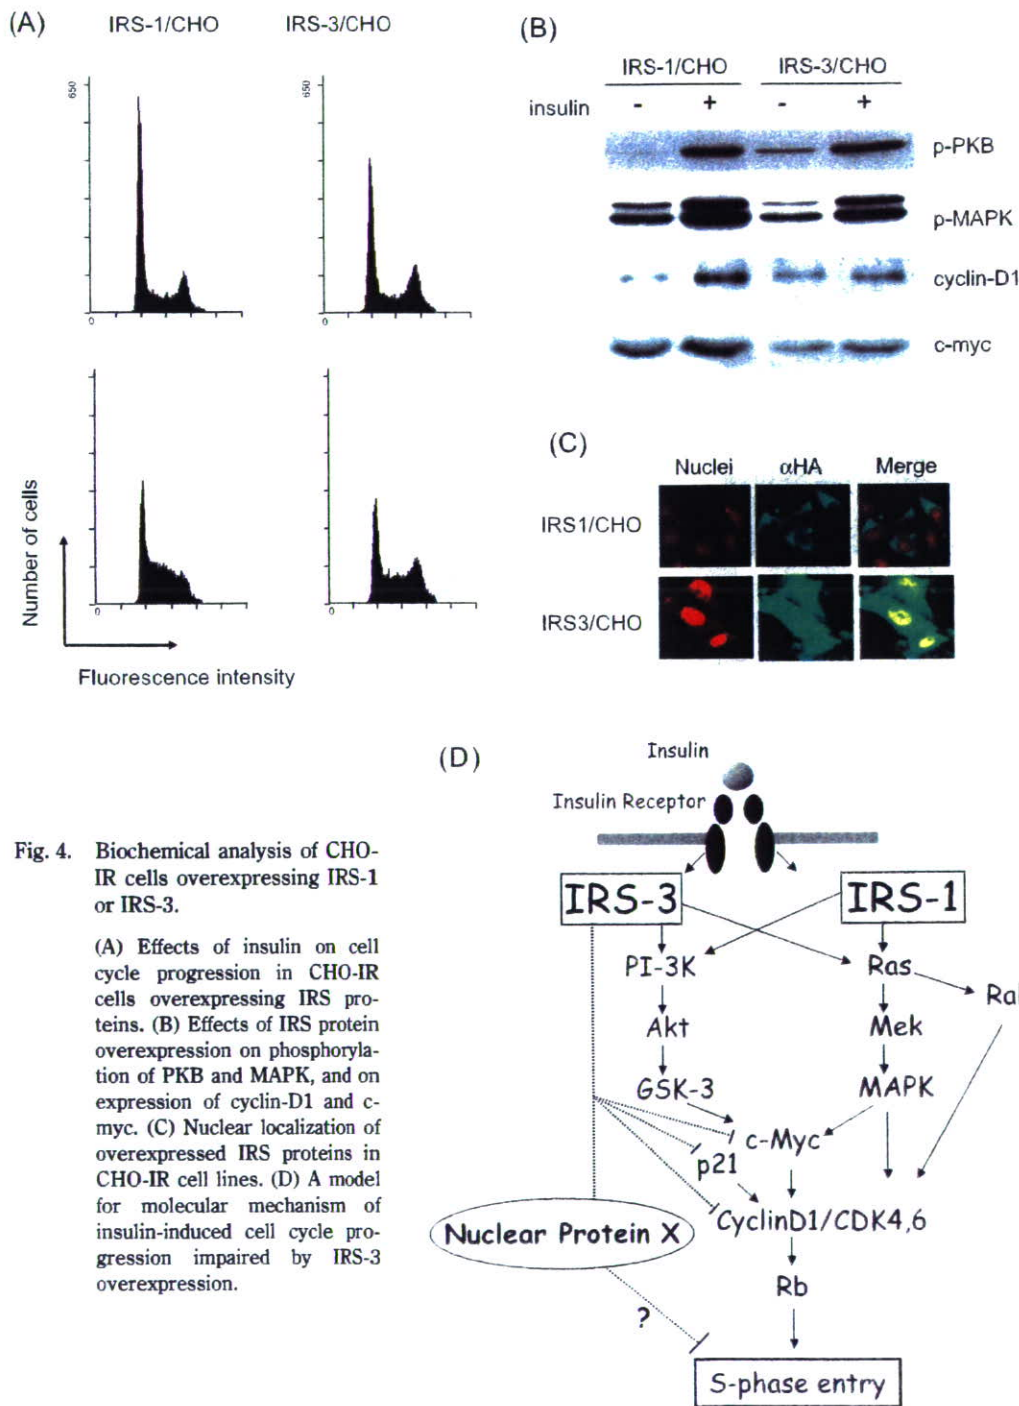 (A)
IRS-1/CHO
IRS-3/CHO
650
650
0
0
0
0
Number of cells
Fluorescence intensity
(B)
IRS-1/CHO
IRS-3/CHO
insulin - + - +
p-PKB
p-MAPK
cyclin-D1
c-myc
(C)
Nuclei αHA Merge
IRS1/CHO
IRS3/CHO
Fig. 4. Biochemical analysis of CHO-
IR cells overexpressing IRS-1
or IRS-3.
(A) Effects of insulin on cell
cycle progression in CHO-IR
cells overexpressing IRS pro-
teins. (B) Effects of IRS protein
overexpression on phosphoryla-
tion of PKB and MAPK, and on
expression of cyclin-D1 and c-
myc. (C) Nuclear localization of
overexpressed IRS proteins in
CHO-IR cell lines. (D) A model
for molecular mechanism of
insulin-induced cell cycle pro-
gression impaired by IRS-3
overexpression.
(D)
Insulin
Insulin Receptor
IRS-3
IRS-1
PI-3K
Ras
Akt
Mek
GSK-3
MAPK
c-Myc
p21
CyclinD1/CDK4,6
Nuclear Protein X
Rb
?
S-phase entry